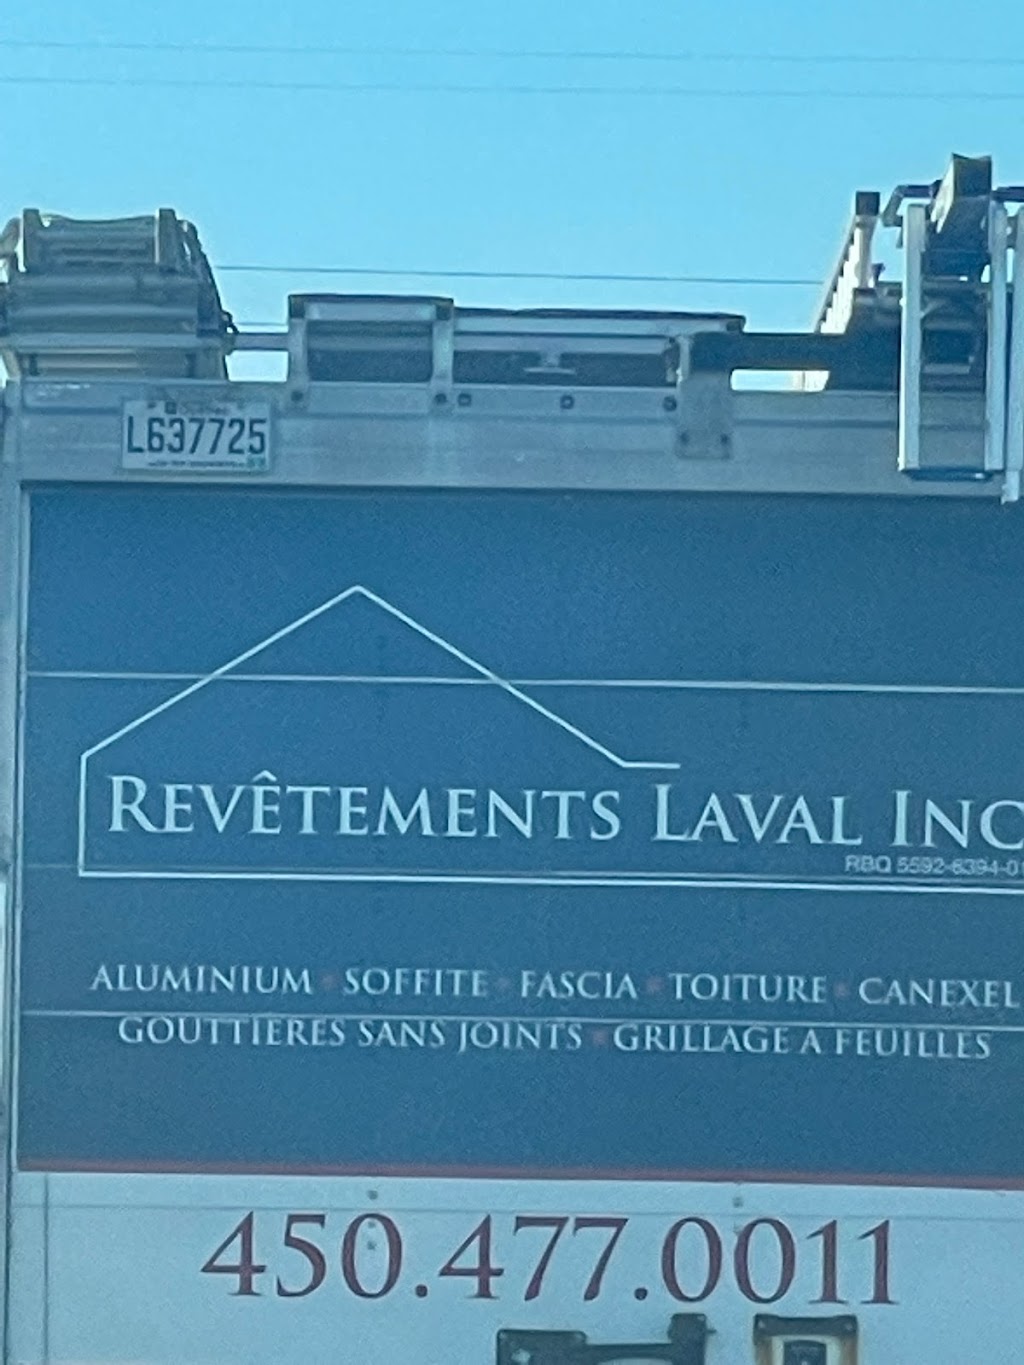 L637725
REVÊTEMENTS LAVAL INC
RBQ 5592-6394-01
ALUMINIUM • SOFFITE • FASCIA • TOITURE • CANEXEL
GOUTTIERES SANS JOINTS • GRILLAGE A FEUILLES
450.477.0011